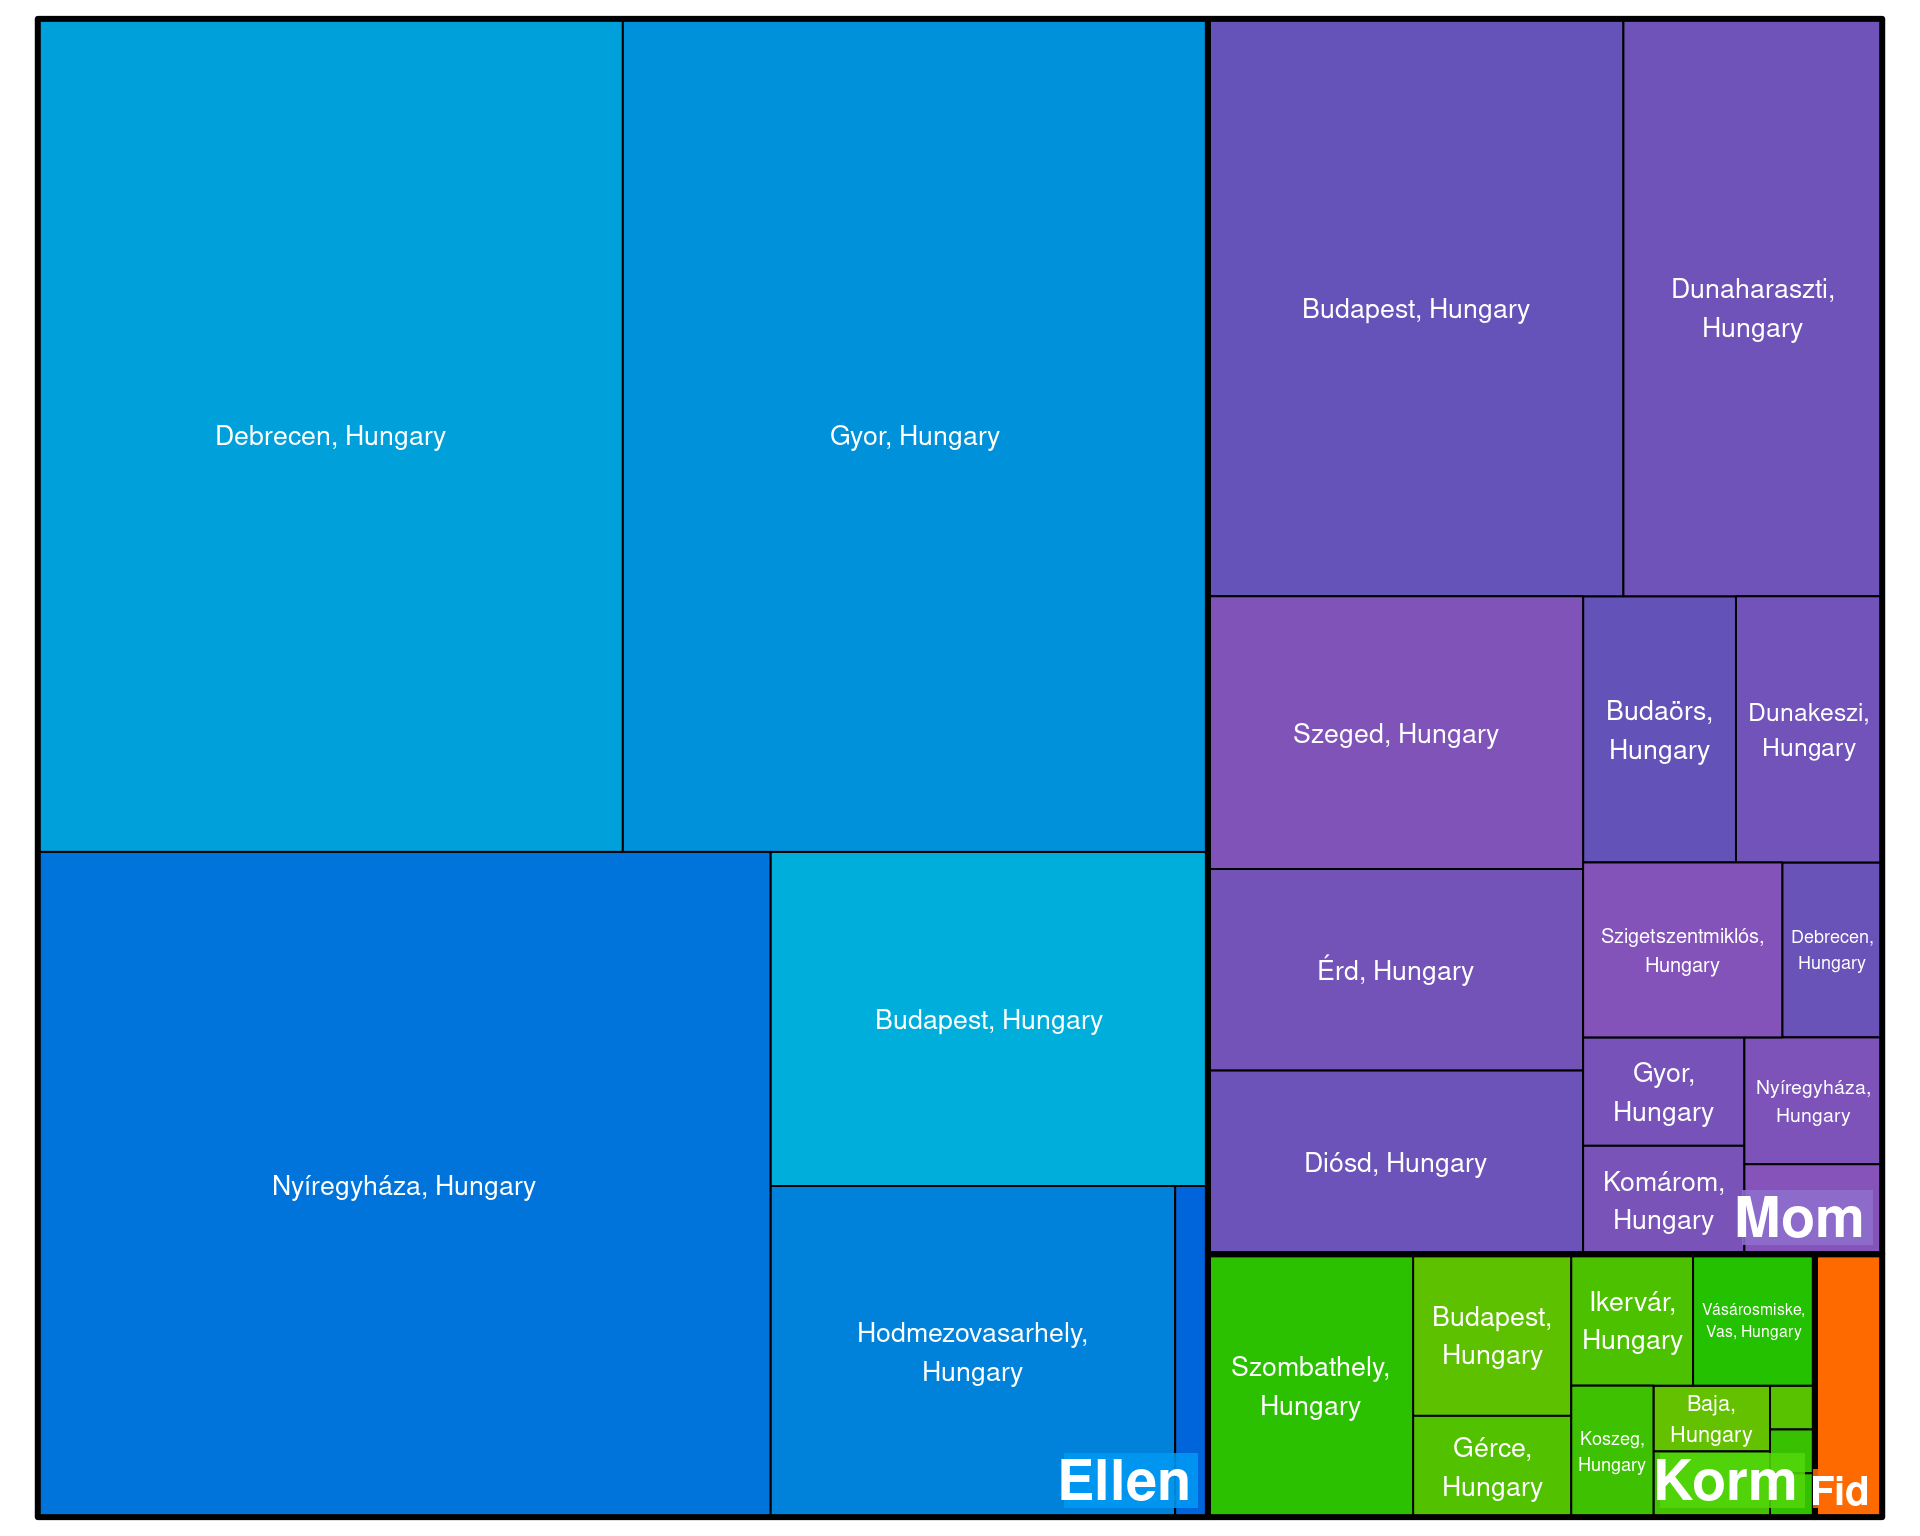 Debrecen, Hungary
Gyor, Hungary
Nyíregyháza, Hungary
Budapest, Hungary
Hodmezovasarhely,
Hungary
Ellen
Budapest, Hungary
Dunaharaszti,
Hungary
Szeged, Hungary
Budaörs,
Hungary
Dunakeszi,
Hungary
Érd, Hungary
Szigetszentmiklós,
Hungary
Debrecen,
Hungary
Diósd, Hungary
Gyor,
Hungary
Nyíregyháza,
Hungary
Komárom,
Hungary
Mom
Szombathely,
Hungary
Budapest,
Hungary
Gérce,
Hungary
Ikervár,
Hungary
Vásárosmiske,
Vas, Hungary
Koszeg,
Hungary
Baja,
Hungary
Korm
Fid